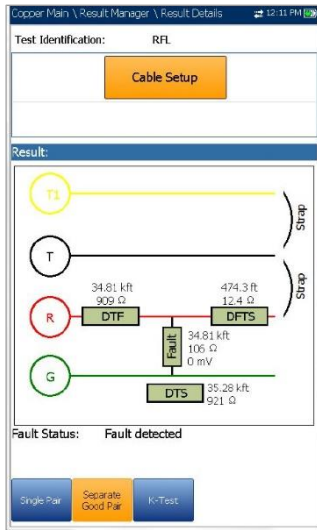 Copper Main \ Result Manager \ Result Details 12:11 PM
Test Identification: RFL
Cable Setup
Result:
T1
Strap
T
34.81 kft
909 Ω
474.3 ft
12.4 Ω
Strap
R
DTF
DFTS
Fault
34.81 kft
106 Ω
0 mV
G
DTS
35.28 kft
921 Ω
Fault Status: Fault detected
Single Pair
Separate
Good Pair
K-Test